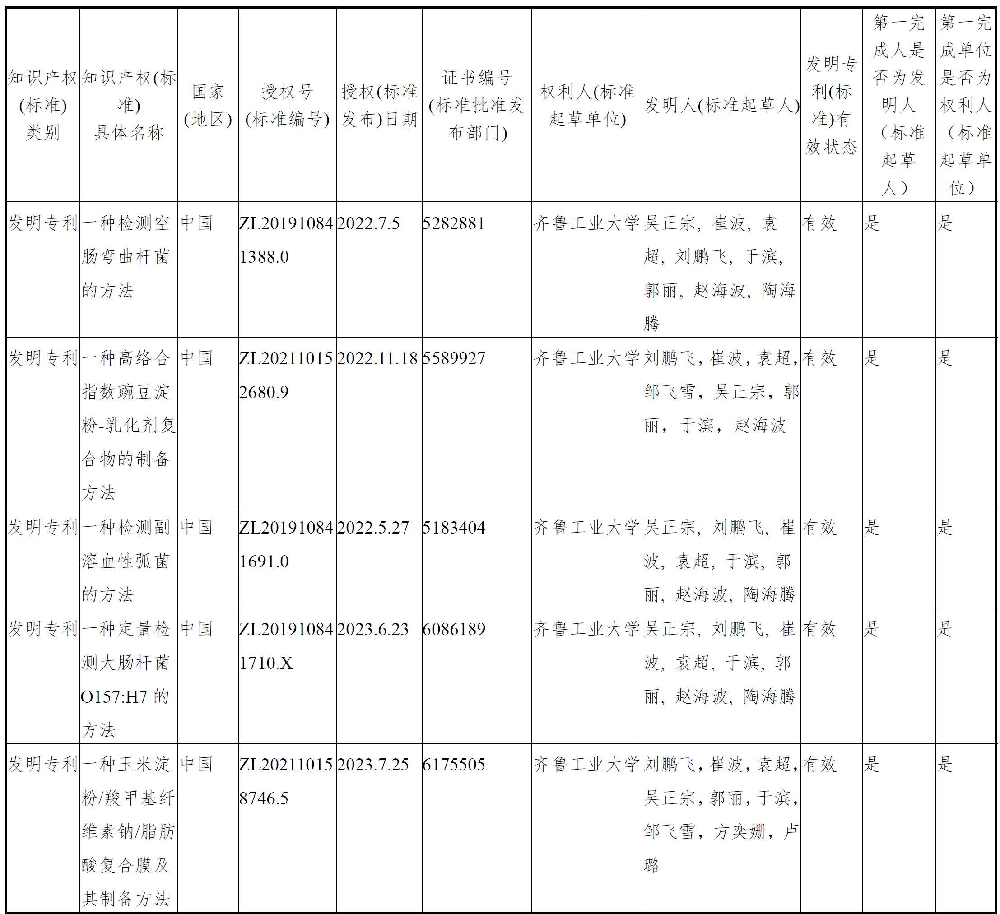 知识产权
(标准)
类别
知识产权(标
准)
具体名称
国家
(地区)
授权号
(标准编号)
授权(标准
发布)日期
证书编号
(标准批准发
布部门)
权利人(标准
起草单位)
发明人(标准起草人)
发明专
利(标
准)有
效状态
第一完
成人是
否为发
明人
（标准
起草
人）
第一完
成单位
是否为
权利人
（标准
起草单
位）
发明专利
一种检测空
肠弯曲杆菌
的方法
中国
ZL20191084
1388.0
2022.7.5
5282881
齐鲁工业大学
吴正宗, 崔波, 袁
超, 刘鹏飞, 于滨,
郭丽, 赵海波, 陶海
腾
有效
是
是
发明专利
一种高络合
指数豌豆淀
粉-乳化剂复
合物的制备
方法
中国
ZL20211015
2680.9
2022.11.18
5589927
齐鲁工业大学
刘鹏飞，崔波，袁超，
邹飞雪，吴正宗，郭
丽，于滨，赵海波
有效
是
是
发明专利
一种检测副
溶血性弧菌
的方法
中国
ZL20191084
1691.0
2022.5.27
5183404
齐鲁工业大学
吴正宗, 刘鹏飞, 崔
波, 袁超, 于滨, 郭
丽, 赵海波, 陶海腾
有效
是
是
发明专利
一种定量检
测大肠杆菌
O157:H7 的
方法
中国
ZL20191084
1710.X
2023.6.23
6086189
齐鲁工业大学
吴正宗, 刘鹏飞, 崔
波, 袁超, 于滨, 郭
丽, 赵海波, 陶海腾
有效
是
是
发明专利
一种玉米淀
粉/羧甲基纤
维素钠/脂肪
酸复合膜及
其制备方法
中国
ZL20211015
8746.5
2023.7.25
6175505
齐鲁工业大学
刘鹏飞，崔波，袁超，
吴正宗，郭丽，于滨，
邹飞雪，方奕姗，卢
璐
有效
是
是